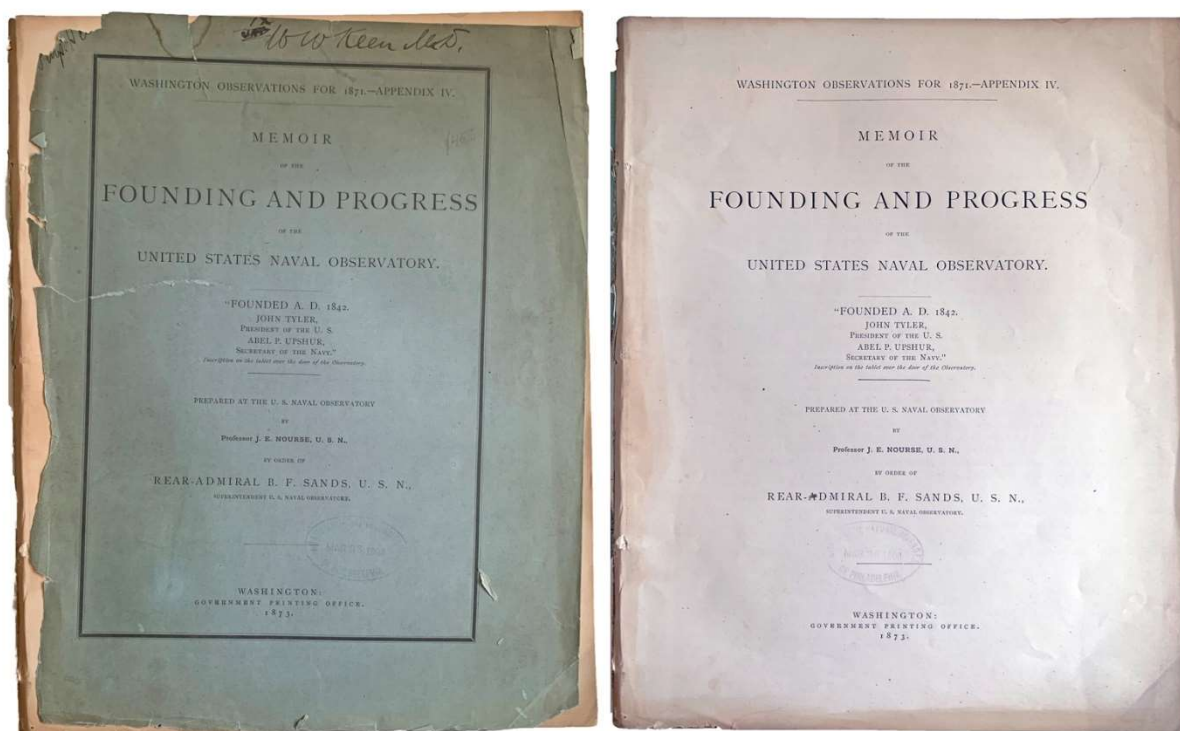 W W Keen M.D.
WASHINGTON OBSERVATIONS FOR 1871.—APPENDIX IV.
MEMOIR
OF THE
FOUNDING AND PROGRESS
OF THE
UNITED STATES NAVAL OBSERVATORY.
"FOUNDED A. D. 1842.
JOHN TYLER,
PRESIDENT OF THE U. S.
ABEL P. UPSHUR,
SECRETARY OF THE NAVY."
Inscription on the tablet over the door of the Observatory.
PREPARED AT THE U. S. NAVAL OBSERVATORY
BY
Professor J. E. NOURSE, U. S. N.,
BY ORDER OF
REAR-ADMIRAL B. F. SANDS, U. S. N.,
SUPERINTENDENT U. S. NAVAL OBSERVATORY.
WASHINGTON:
GOVERNMENT PRINTING OFFICE.
1873.
WASHINGTON OBSERVATIONS FOR 1871.—APPENDIX IV.
MEMOIR
OF THE
FOUNDING AND PROGRESS
OF THE
UNITED STATES NAVAL OBSERVATORY.
"FOUNDED A. D. 1842.
JOHN TYLER,
PRESIDENT OF THE U. S.
ABEL P. UPSHUR,
SECRETARY OF THE NAVY."
Inscription on the tablet over the door of the Observatory.
PREPARED AT THE U. S. NAVAL OBSERVATORY
BY
Professor J. E. NOURSE, U. S. N.,
BY ORDER OF
REAR-ADMIRAL B. F. SANDS, U. S. N.,
SUPERINTENDENT U. S. NAVAL OBSERVATORY.
OF PHILADELPHIA
WASHINGTON:
GOVERNMENT PRINTING OFFICE.
1873.